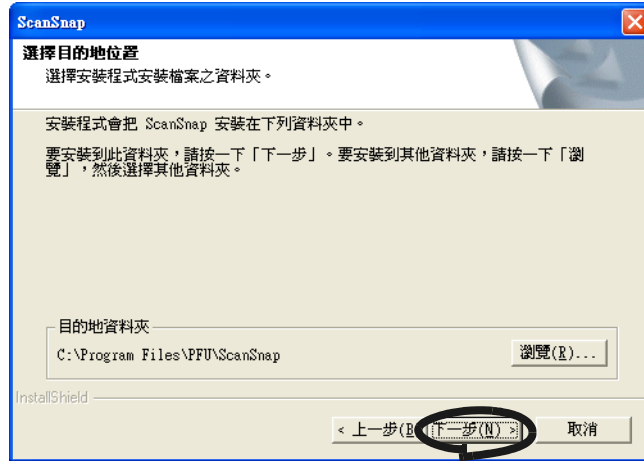 ScanSnap
選擇目的地位置
選擇安裝程式安裝檔案之資料夾。
安裝程式會把 ScanSnap 安裝在下列資料夾中。
要安裝到此資料夾，請按一下「下一步」。要安裝到其他資料夾，請按一下「瀏
覽」，然後選擇其他資料夾。
目的地資料夾
C:\Program Files\PFU\ScanSnap
瀏覽(R)...
InstallShield
< 上一步(B
下一步(N) >
取消